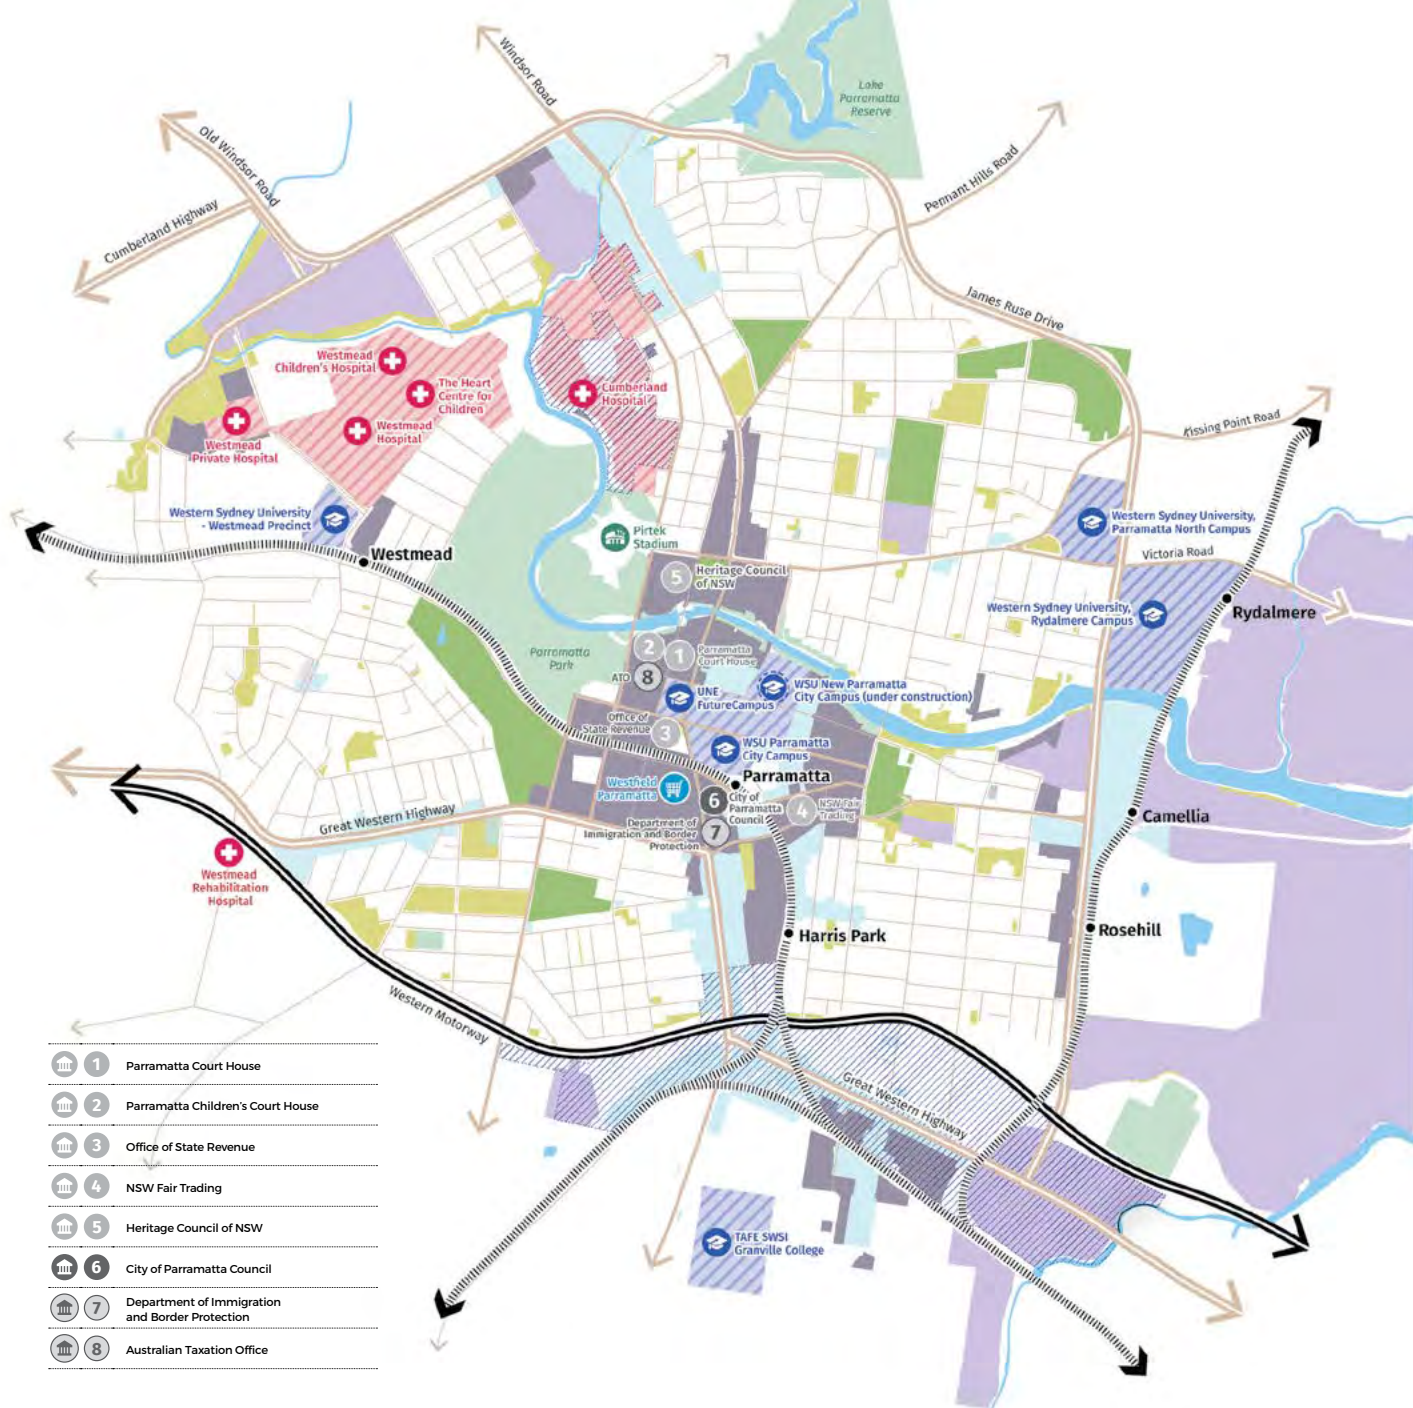 Windsor Road
Lake
Parramatta
Reserve
Old Windsor Road
Pennant Hills Road
Cumberland Highway
James Ruse Drive
Westmead
Children's Hospital
The Heart
Centre for
Children
Cumberland
Hospital
Westmead
Hospital
Westmead
Private Hospital
Kissing Point Road
Western Sydney University
- Westmead Precinct
Western Sydney University,
Parramatta North Campus
Pirtek
Stadium
Westmead
Victoria Road
5
Heritage Council
of NSW
Western Sydney University,
Rydalmere Campus
Rydalmere
Parramatta
Park
2
1
Parramatta
Court House
ATO
8
UNE
FutureCampus
WSU New Parramatta
City Campus (under construction)
Office of
State Revenue
3
WSU Parramatta
City Campus
Parramatta
Westfield
Parramatta
6
City of
Parramatta
Council
4
NSW Fair
Trading
Camellia
Great Western Highway
Department of
Immigration and Border
Protection
7
Westmead
Rehabilitation
Hospital
Harris Park
Rosehill
Western Motorway
Great Western Highway
TAFE SWSI
Granville College
1 Parramatta Court House
2 Parramatta Children's Court House
3 Office of State Revenue
4 NSW Fair Trading
5 Heritage Council of NSW
6 City of Parramatta Council
7 Department of Immigration
and Border Protection
8 Australian Taxation Office